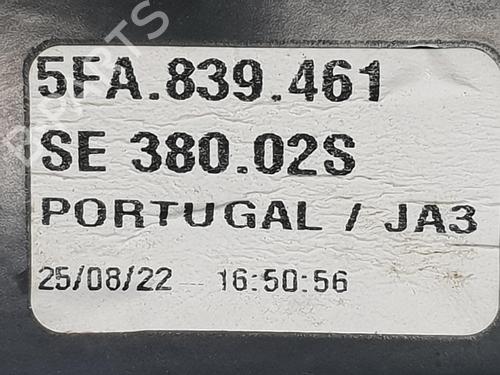 5FA.839.461
SE 380.02S
PORTUGAL / JA3
25/08/22 16:50:56